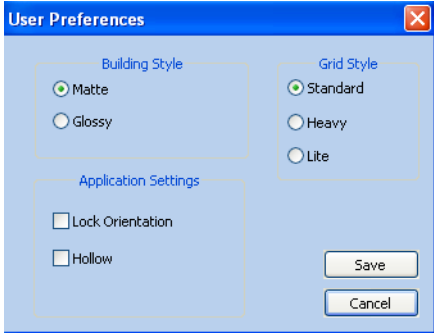 User Preferences
Building Style
Matte
Glossy
Grid Style
Standard
Heavy
Lite
Application Settings
Lock Orientation
Hollow
Save
Cancel